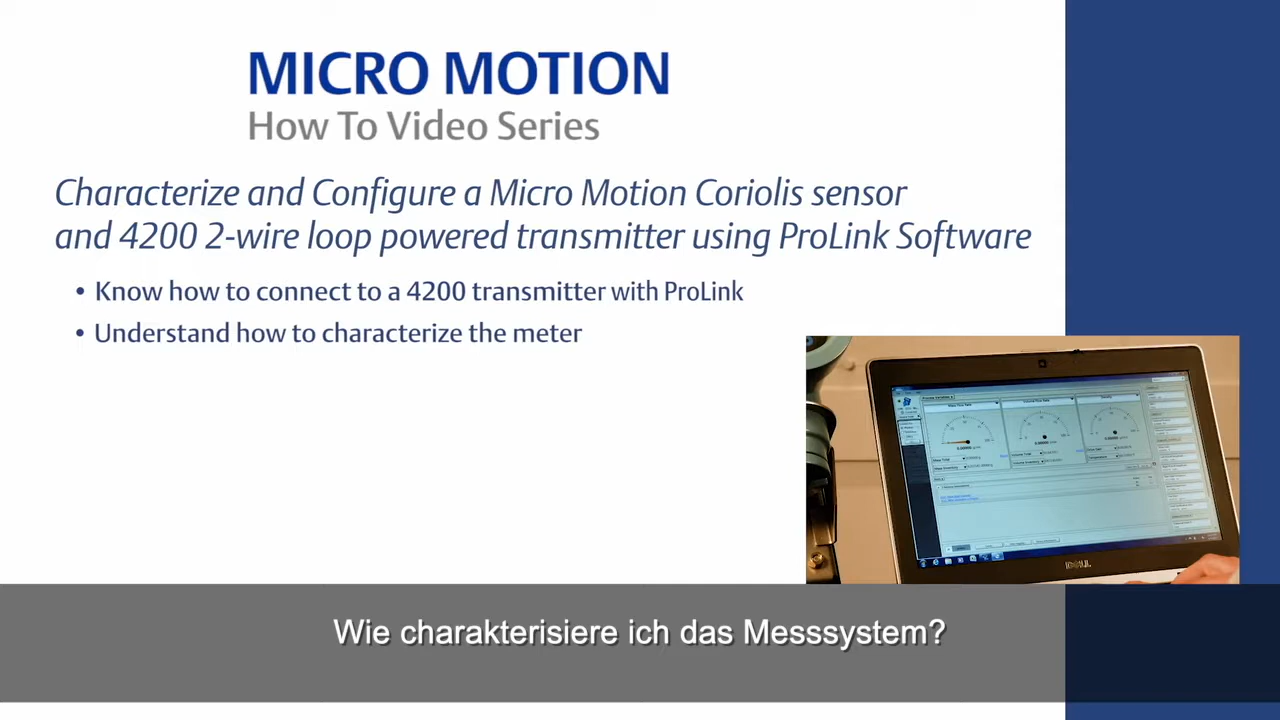 MICRO MOTION
How To Video Series
Characterize and Configure a Micro Motion Coriolis sensor
and 4200 2-wire loop powered transmitter using ProLink Software
• Know how to connect to a 4200 transmitter with ProLink
• Understand how to characterize the meter
DELL
Wie charakterisiere ich das Messsystem?